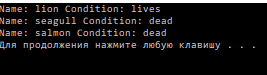 Name: lion Condition: lives
Name: seagull Condition: dead
Name: salmon Condition: dead
Для продолжения нажмите любую клавишу . . .